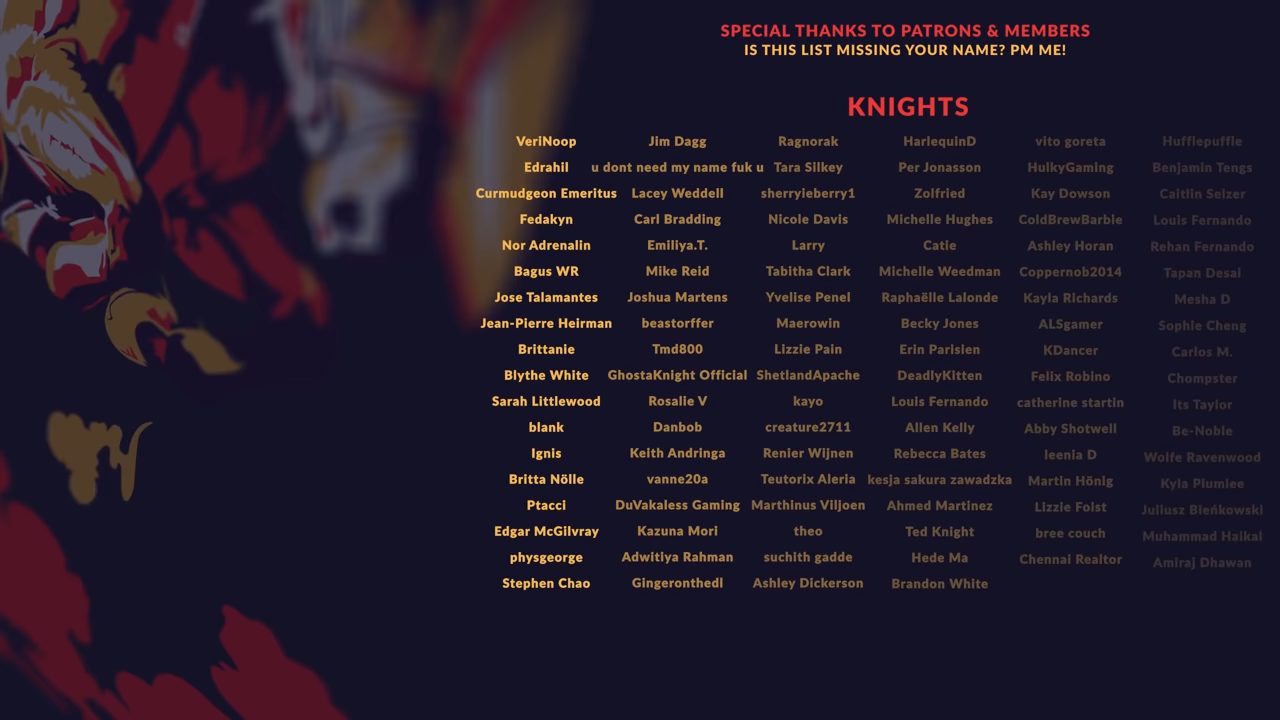 SPECIAL THANKS TO PATRONS & MEMBERS
IS THIS LIST MISSING YOUR NAME? PM ME!
KNIGHTS
VeriNoop Jim Dagg Ragnorak HarlequinD vito goreta Hufflepuffle
Edrahil u dont need my name fuk u Tara Silkey Per Jonasson HulkyGaming Benjamin Tengs
Curmudgeon Emeritus Lacey Weddell sherryieberry1 Zolfried Kay Dowson Caitlin Selzer
Fedakyn Carl Bradding Nicole Davis Michelle Hughes ColdBrewBarbie Louis Fernando
Nor Adrenalin Emiliya.T. Larry Catie Ashley Horan Rehan Fernando
Bagus WR Mike Reid Tabitha Clark Michelle Weedman Coppernob2014 Tapan Desai
Jose Talamantes Joshua Martens Yvelise Penel Raphaëlle Lalonde Kayla Richards Mesha D
Jean-Pierre Heirman beastorffer Maerowin Becky Jones ALSgamer Sophie Cheng
Brittanie Tmd800 Lizzie Pain Erin Parisien KDancer Carlos M.
Blythe White GhostaKnight Official ShetlandApache DeadlyKitten Felix Robino Chompster
Sarah Littlewood Rosalie V kayo Louis Fernando catherine startin Its Taylor
blank Danbob creature2711 Allen Kelly Abby Shotwell Be-Noble
Ignis Keith Andringa Renier Wijnen Rebecca Bates leenia D Wolfe Ravenwood
Britta Nölle vanne20a Teutorix Aleria kesja sakura zawadzka Martin Hönig Kyla Plumlee
Ptacci DuVakaless Gaming Marthinus Viljoen Ahmed Martinez Lizzie Foist Juliusz Bieńkowski
Edgar McGilvray Kazuna Mori theo Ted Knight bree couch Muhammad Haikal
physgeorge Adwitiya Rahman suchith gadde Hede Ma Chennai Realtor Amiraj Dhawan
Stephen Chao Gingeronthedl Ashley Dickerson Brandon White